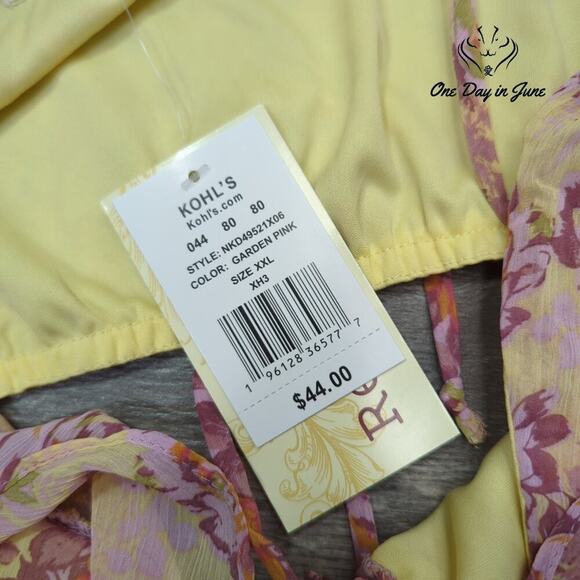 愛
One Day in June
KOHL'S
Kohl's.com
044 80 80
STYLE: NKD49521X06
COLOR: GARDEN PINK
SIZE XXL
XH3
1 96128 36577 7
$44.00